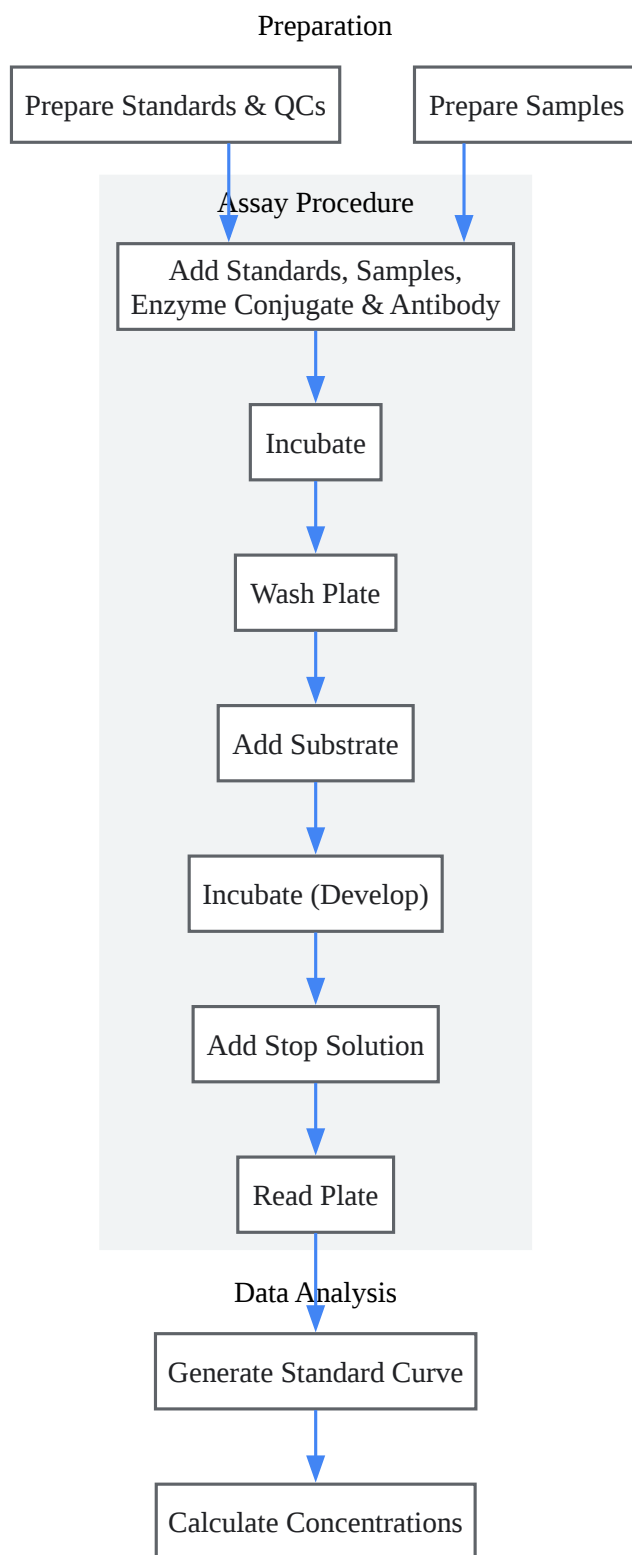 Preparation
Prepare Standards & QCs
Prepare Samples
Assay Procedure
Add Standards, Samples,
Enzyme Conjugate & Antibody
Incubate
Wash Plate
Add Substrate
Incubate (Develop)
Add Stop Solution
Read Plate
Data Analysis
Generate Standard Curve
Calculate Concentrations